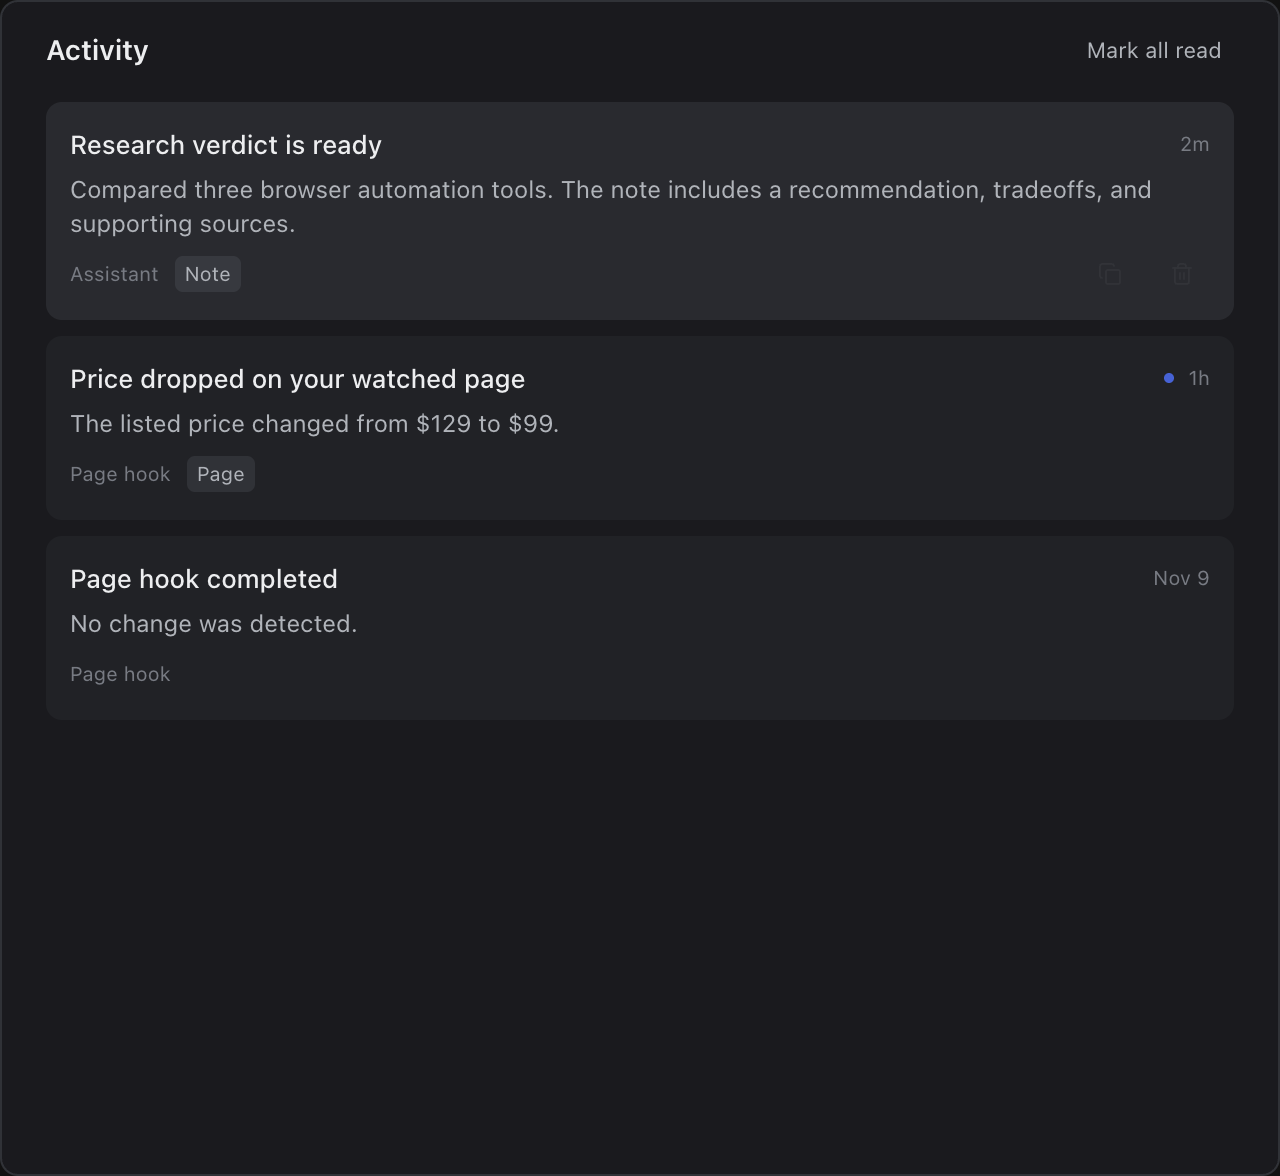 Activity
Mark all read
Research verdict is ready
2m
Compared three browser automation tools. The note includes a recommendation, tradeoffs, and
supporting sources.
Assistant
Note
Price dropped on your watched page
1h
The listed price changed from $129 to $99.
Page hook
Page
Page hook completed
Nov 9
No change was detected.
Page hook